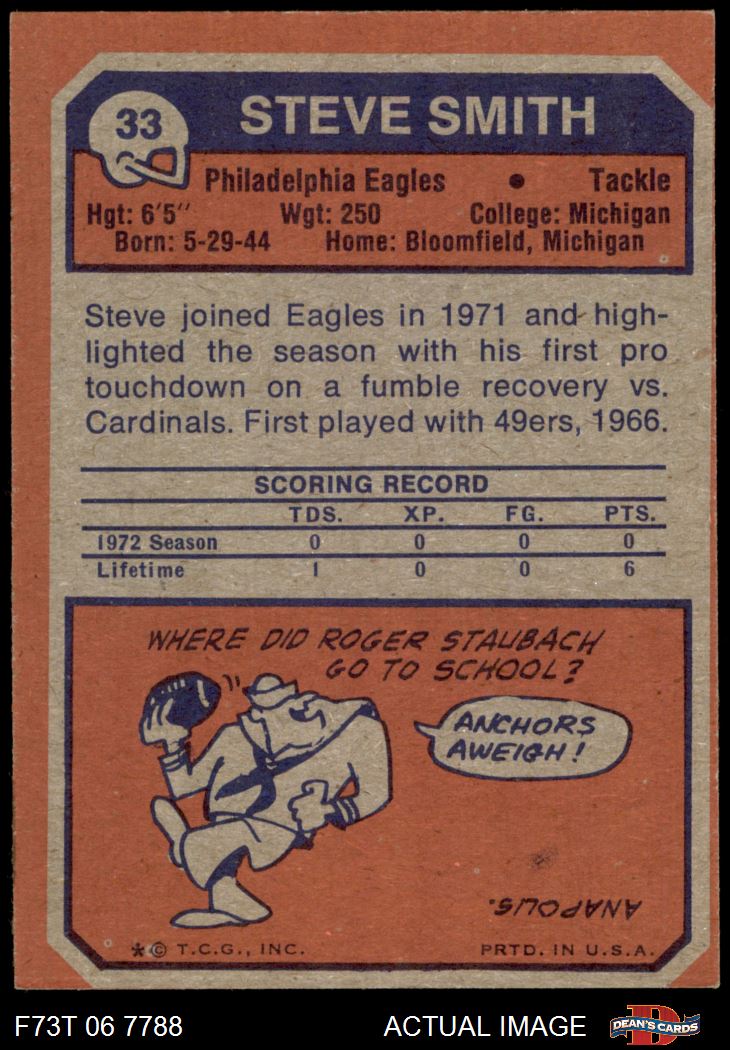 33
STEVE SMITH
Philadelphia Eagles • Tackle
Hgt: 6'5" Wgt: 250 College: Michigan
Born: 5-29-44 Home: Bloomfield, Michigan
Steve joined Eagles in 1971 and high-
lighted the season with his first pro
touchdown on a fumble recovery vs.
Cardinals. First played with 49ers, 1966.
SCORING RECORD
TDS. XP. FG. PTS.
1972 Season 0 0 0 0
Lifetime 1 0 0 6
WHERE DID ROGER STAUBACH
GO TO SCHOOL?
ANCHORS
AWEIGH!
ANAPOLIS.
*© T.C.G., INC. PRTD. IN U.S.A.
F73T 06 7788 ACTUAL IMAGE
D
DEAN'S CARDS